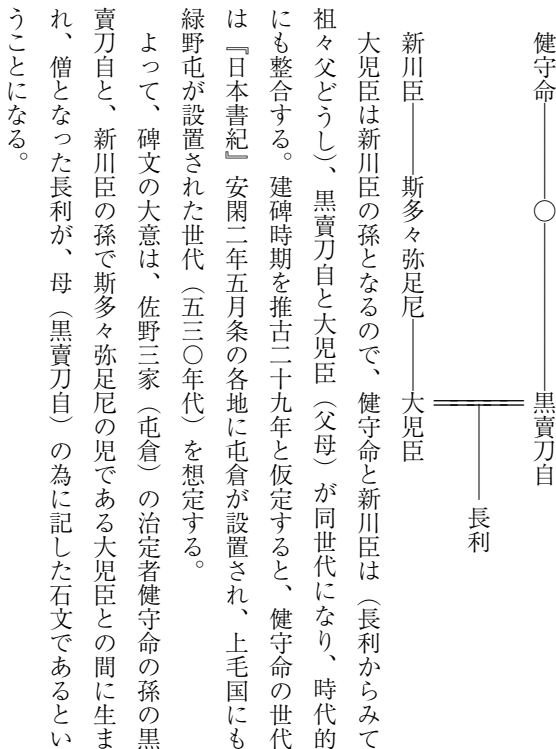 健守命　〇　黒賣刀自
長利
新川臣　斯多々弥足尼　大児臣
大児臣は新川臣の孫となるので、健守命と新川臣は（長利からみて
祖々父どうし）、黒賣刀自と大児臣（父母）が同世代になり、時代的
にも整合する。建碑時期を推古二十九年と仮定すると、健守命の世代
は『日本書紀』安閑二年五月条の各地に屯倉が設置され、上毛国にも
緑野屯が設置された世代（五三〇年代）を想定する。
よって、碑文の大意は、佐野三家（屯倉）の治定者健守命の孫の黒
賣刀自と、新川臣の孫で斯多々弥足尼の児である大児臣との間に生ま
れ、僧となった長利が、母（黒賣刀自）の為に記した石文であるとい
うことになる。